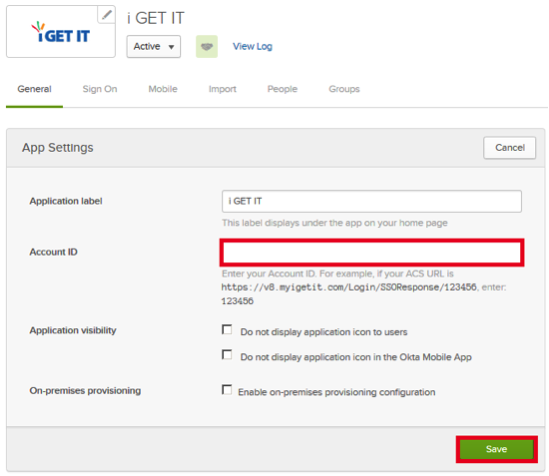 i GET IT
i GET IT
Active
View Log
General Sign On Mobile Import People Groups
App Settings
Cancel
Application label
i GET IT
This label displays under the app on your home page
Account ID
Enter your Account ID. For example, if your ACS URL is
https://v8.myigetit.com/Login/SSOResponse/123456, enter:
123456
Application visibility
Do not display application icon to users
Do not display application icon in the Okta Mobile App
On-premises provisioning
Enable on-premises provisioning configuration
Save